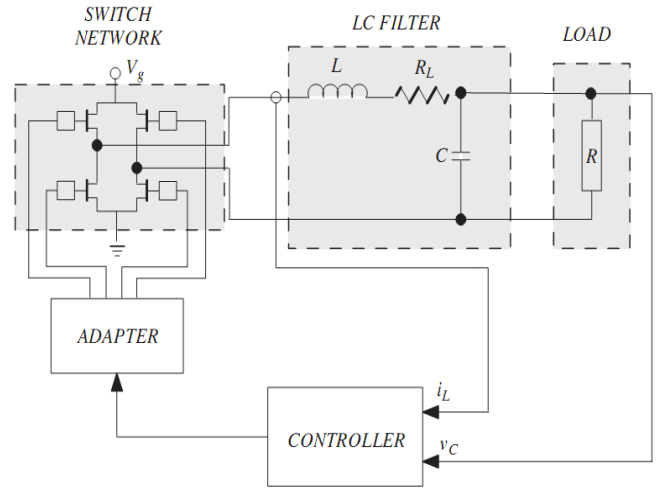 SWITCH
NETWORK
LC FILTER
LOAD
V_g
L
R_L
C
R
ADAPTER
i_L
CONTROLLER
v_C